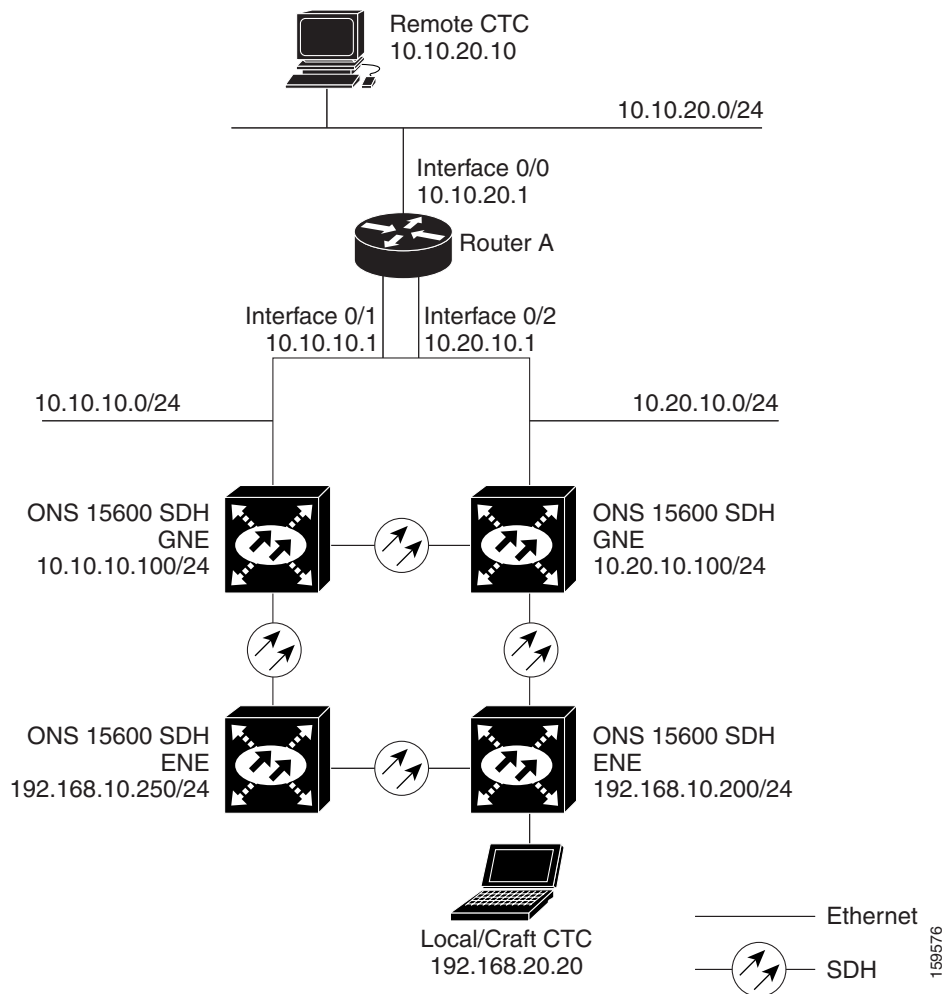 Remote CTC
10.10.20.10
10.10.20.0/24
Interface 0/0
10.10.20.1
Router A
Interface 0/1
10.10.10.1
Interface 0/2
10.20.10.1
10.10.10.0/24
10.20.10.0/24
ONS 15600 SDH
GNE
10.10.10.100/24
ONS 15600 SDH
GNE
10.20.10.100/24
ONS 15600 SDH
ENE
192.168.10.250/24
ONS 15600 SDH
ENE
192.168.10.200/24
Local/Craft CTC
192.168.20.20
Ethernet
SDH
159576